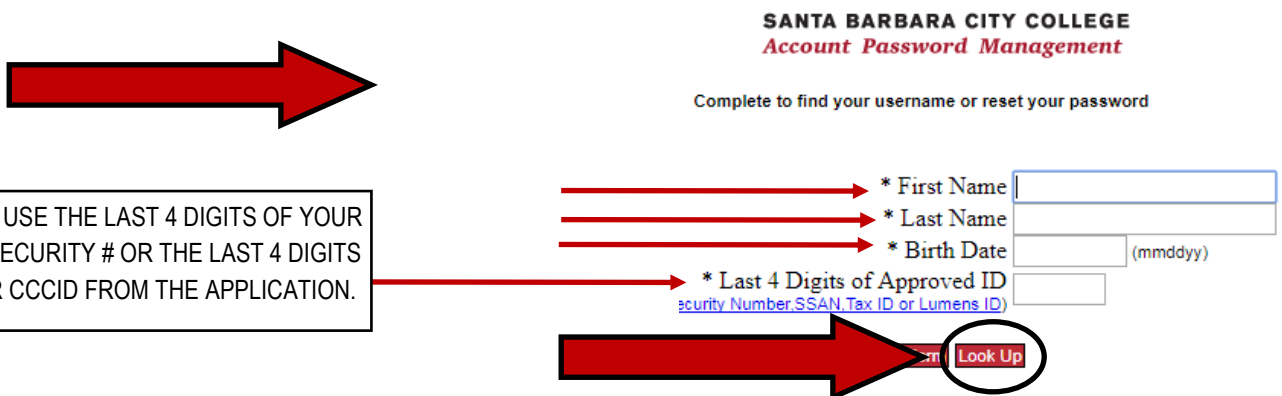 SANTA BARBARA CITY COLLEGE
Account Password Management
Complete to find your username or reset your password
* First Name
* Last Name
* Birth Date (mmddyy)
* Last 4 Digits of Approved ID
Number,SSAN,Tax ID or Lumens ID)
Look Up
USE THE LAST 4 DIGITS OF YOUR
# OR THE LAST 4 DIGITS
CCCID FROM THE APPLICATION.